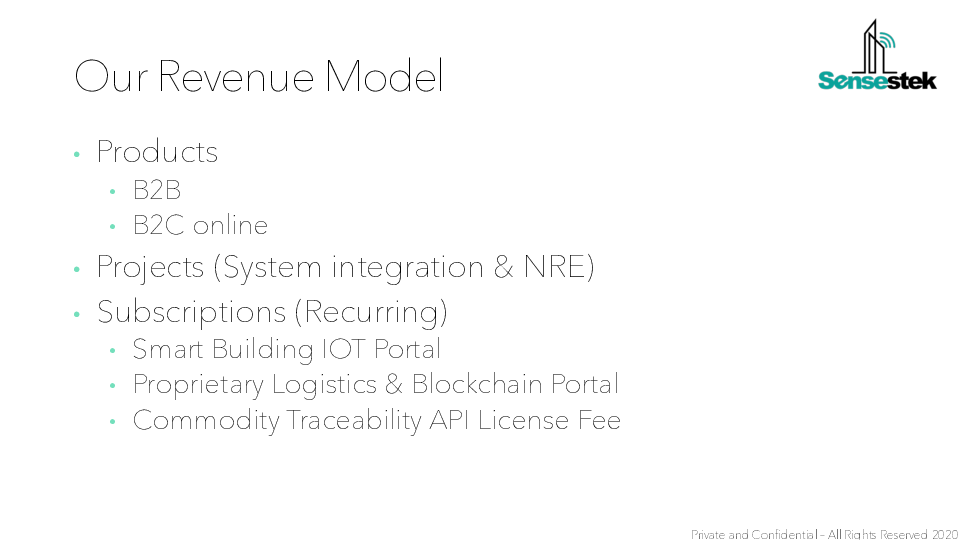 Our Revenue Model
Sensestek
• Products
• B2B
• B2C online
• Projects (System integration & NRE)
• Subscriptions (Recurring)
• Smart Building IOT Portal
• Proprietary Logistics & Blockchain Portal
• Commodity Traceability API License Fee
Private and Confidential – All Rights Reserved 2020